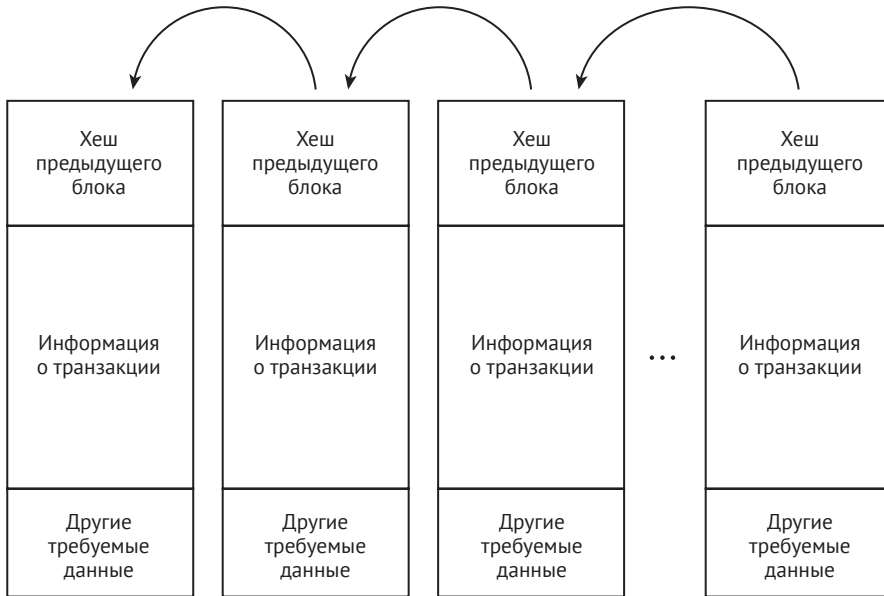 Хеш
предыдущего
блока
Информация
о транзакции
Другие
требуемые
данные
Хеш
предыдущего
блока
Информация
о транзакции
Другие
требуемые
данные
Хеш
предыдущего
блока
Информация
о транзакции
Другие
требуемые
данные
...
Хеш
предыдущего
блока
Информация
о транзакции
Другие
требуемые
данные